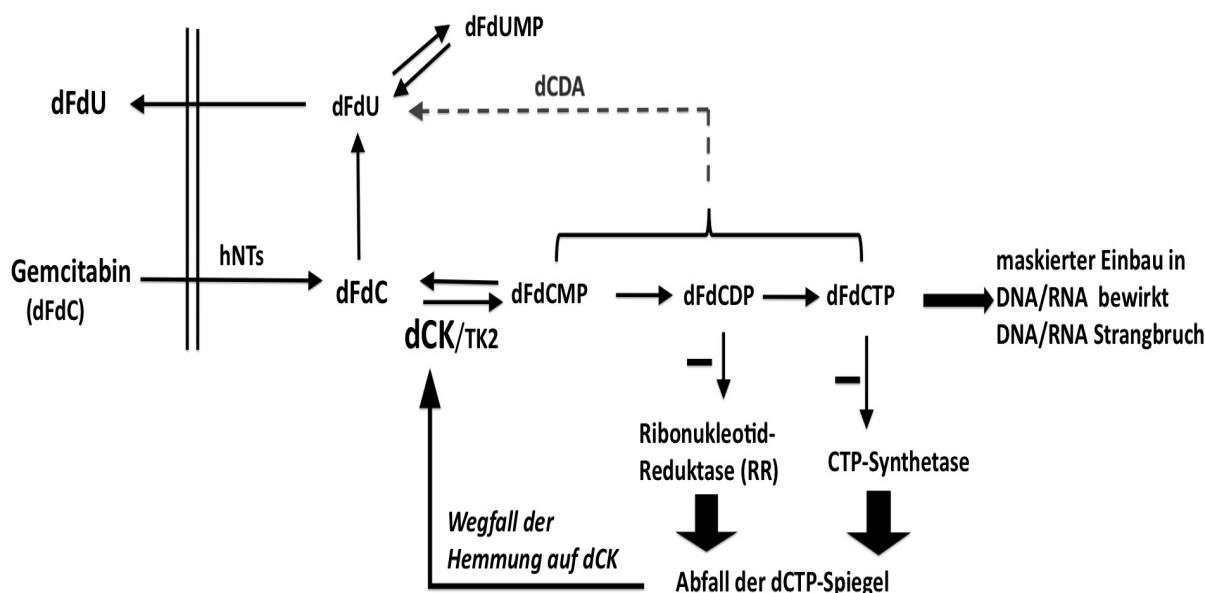 dFdUMP
dCDA
dFdU
dFdU
hNTs
Gemcitabin
(dFdC)
dFdC
dFdCMP
dFdCDP
dFdCTP
maskierter Einbau in
DNA/RNA bewirkt
DNA/RNA Strangbruch
dCK/TK2
Ribonukleotid-
Reduktase (RR)
CTP-Synthetase
Wegfall der
Hemmung auf dCK
Abfall der dCTP-Spiegel